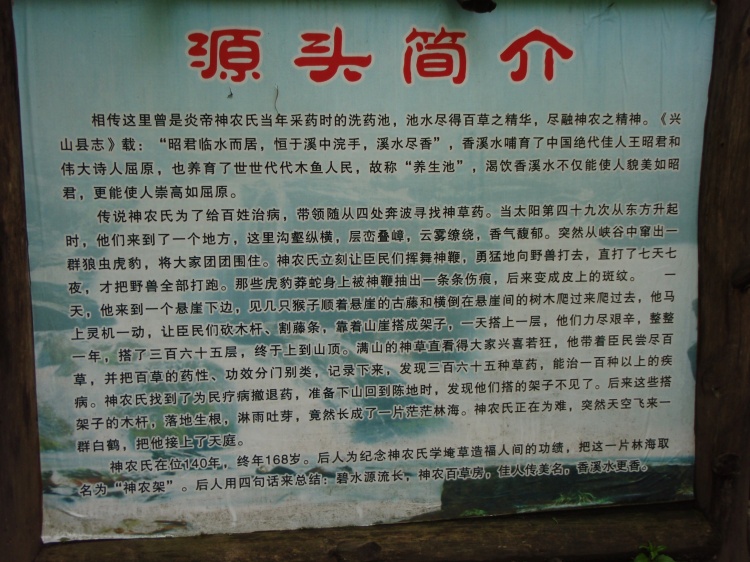 源头简介
相传这里曾是炎帝神农氏当年采药时的洗药池，池水尽得百草之精华，尽融神农之精神。《兴
山县志》载：“昭君临水而居，恒于溪中浣手，溪水尽香”，香溪水哺育了中国绝代佳人王昭君和
伟大诗人屈原，也养育了世世代代木鱼人民，故称“养生池”，渴饮香溪水不仅能使人貌美如昭
君，更能使人崇高如屈原。
传说神农氏为了给百姓治病，带领随从四处奔波寻找神草药。当太阳第四十九次从东方升起
时，他们来到了一个地方，这里沟壑纵横，层峦叠嶂，云雾缭绕，香气馥郁。突然从峡谷中窜出一
群狼虫虎豹，将大家团团围住。神农氏立刻让臣民们挥舞神鞭，勇猛地向野兽打去，直打了七天七
夜，才把野兽全部打跑。那些虎豹莽蛇身上被神鞭抽出一条条伤痕，后来变成皮上的斑纹。 一
天，他来到一个悬崖下边，见几只猴子顺着悬崖的古藤和横倒在悬崖间的树木爬过来爬过去，他马
上灵机一动，让臣民们砍木杆、割藤条，靠着山崖搭成架子，一天搭上一层，他们力尽艰辛，整整
一年，搭了三百六十五层，终于上到山顶。满山的神草直看得大家兴喜若狂，他带着臣民尝尽百
草，并把百草的药性、功效分门别类，记录下来，发现三百六十五种草药，能治一百种以上的疾
病。神农氏找到了为民疗病撤退药，准备下山回到陈地时，发现他们搭的架子不见了。后来这些搭
架子的木杆，落地生根，淋雨吐芽，竟然长成了一片茫茫林海。神农氏正在为难，突然天空飞来一
群白鹤，把他接上了天庭。
神农氏在位140年，终年168岁。后人为纪念神农氏学埯草造福人间的功绩，把这一片林海取
名为“神农架”。后人用四句话来总结：碧水源流长，神农百草房，佳人传美名，香溪水更香。